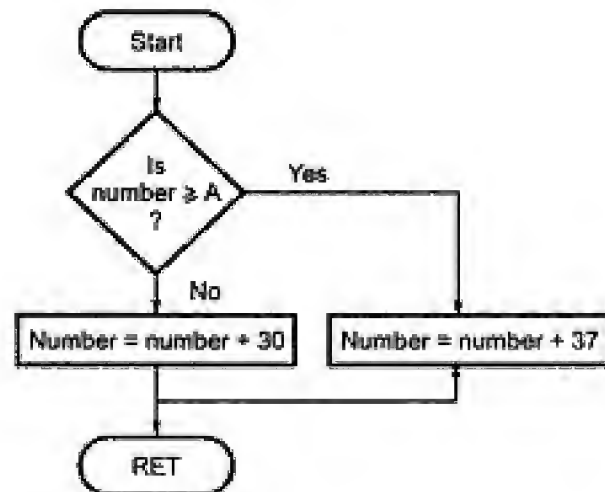 Start
Is
number ≥ A
?
Yes
No
Number = number + 30
Number = number + 37
RET